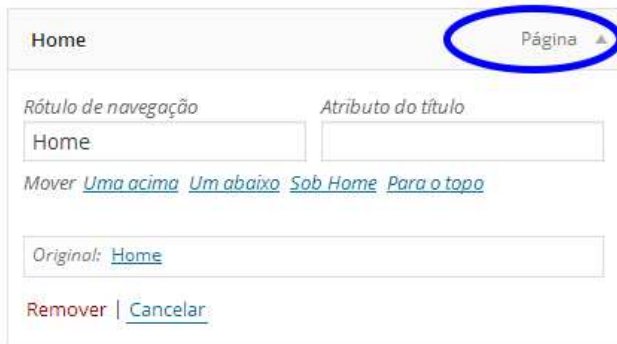 Home Página
Rótulo de navegação Atributo do título
Home
Mover Uma acima Um abaixo Sob Home Para o topo
Original: Home
Remover | Cancelar